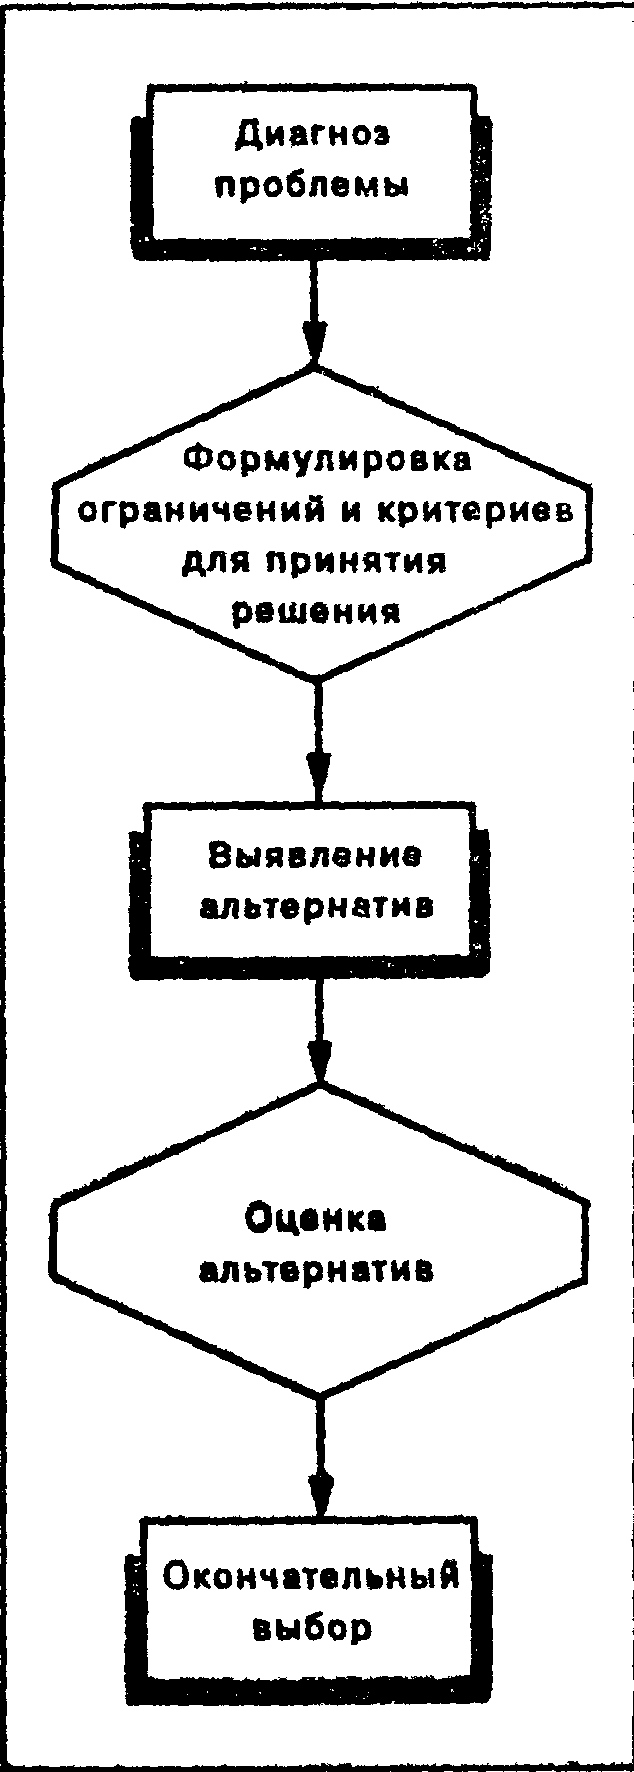 Диагноз
проблемы
Формулировка
ограничений и критериев
для принятия
решения
Выявление
альтернатив
Оценка
альтернатив
Окончательный
выбор